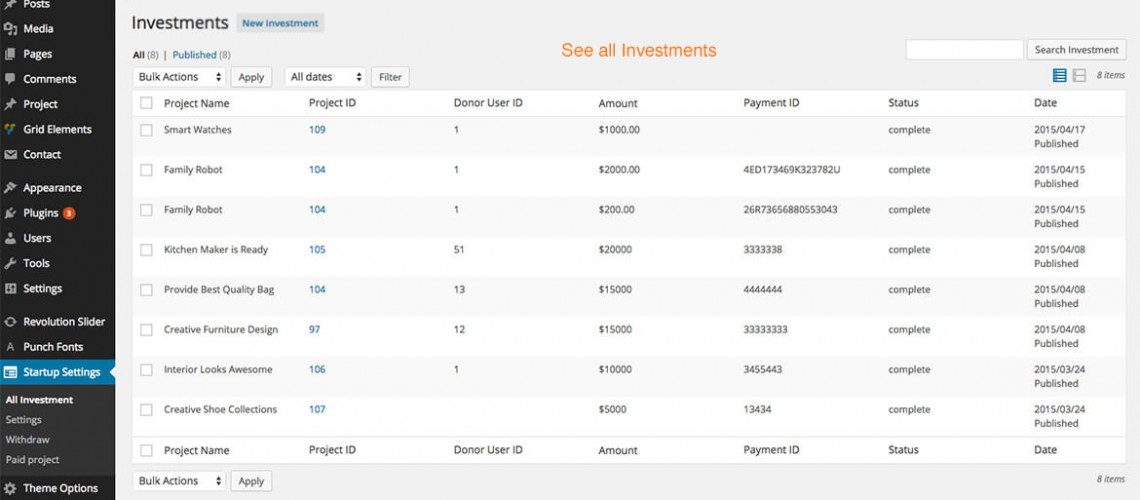 Posts
Media
Pages
Comments
Project
Grid Elements
Contact
Appearance
Plugins 3
Users
Tools
Settings
Revolution Slider
Punch Fonts
Startup Settings
All Investment
Settings
Withdraw
Paid project
Theme Options
Investments New Investment
See all Investments
All (8) | Published (8)
Search Investment
Bulk Actions Apply All dates Filter
8 items
Project Name Project ID Donor User ID Amount Payment ID Status Date
Smart Watches 109 1 $1000.00 complete 2015/04/17
Published
Family Robot 104 1 $2000.00 4ED173469K323782U complete 2015/04/15
Published
Family Robot 104 1 $200.00 26R73656880553043 complete 2015/04/15
Published
Kitchen Maker is Ready 105 51 $20000 3333338 complete 2015/04/08
Published
Provide Best Quality Bag 104 13 $15000 4444444 complete 2015/04/08
Published
Creative Furniture Design 97 12 $15000 33333333 complete 2015/04/08
Published
Interior Looks Awesome 106 1 $10000 3455443 complete 2015/03/24
Published
Creative Shoe Collections 107 $5000 13434 complete 2015/03/24
Published
Project Name Project ID Donor User ID Amount Payment ID Status Date
Bulk Actions Apply
8 items